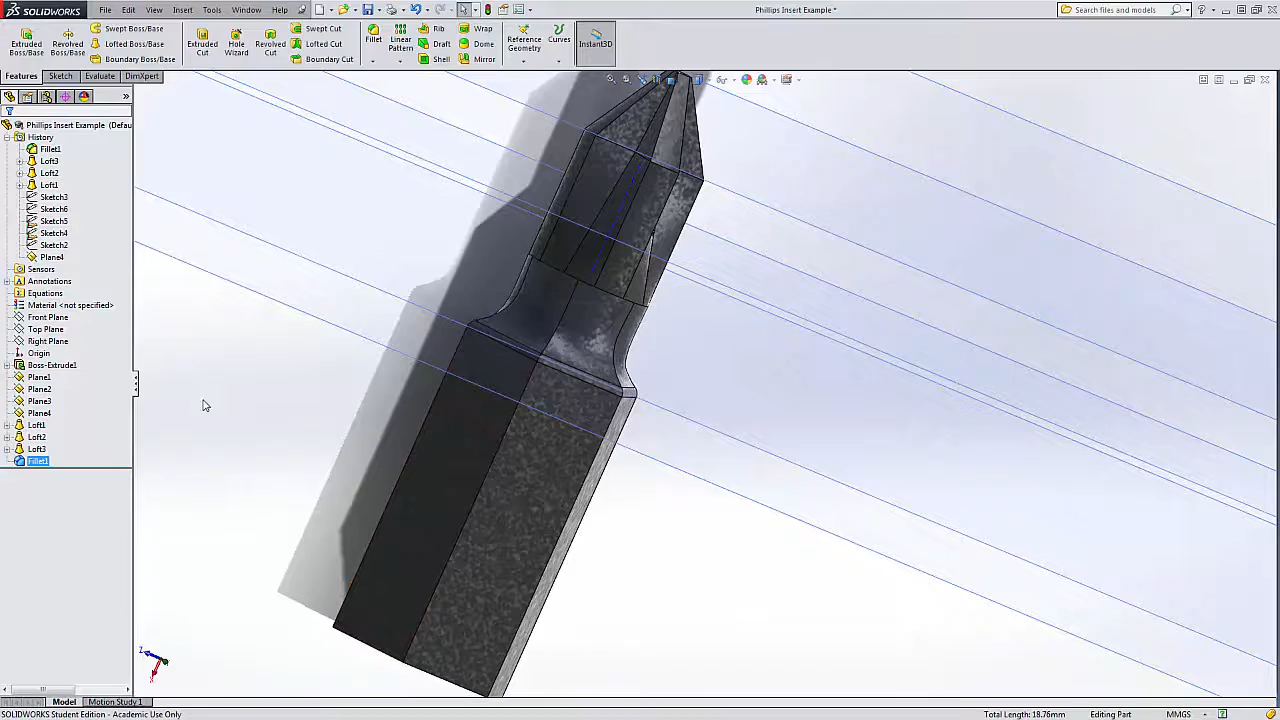 SOLIDWORKS
File Edit View Insert Tools Window Help
Phillips Insert Example *
Search files and models
Extruded Boss/Base
Revolved Boss/Base
Swept Boss/Base
Lofted Boss/Base
Boundary Boss/Base
Extruded Cut
Hole Wizard
Revolved Cut
Swept Cut
Lofted Cut
Boundary Cut
Fillet
Linear Pattern
Rib
Draft
Shell
Wrap
Dome
Mirror
Reference Geometry
Curves
Instant3D
Features Sketch Evaluate DimXpert
Phillips Insert Example (Defau
History
Fillet1
Loft3
Loft2
Loft1
Sketch3
Sketch6
Sketch5
Sketch4
Sketch2
Plane4
Sensors
Annotations
Equations
Material <not specified>
Front Plane
Top Plane
Right Plane
Origin
Boss-Extrude1
Plane1
Plane2
Plane3
Plane4
Loft1
Loft2
Loft3
Fillet1
Model Motion Study 1
SOLIDWORKS Student Edition - Academic Use Only
Total Length: 18.76mm Editing Part MMGS